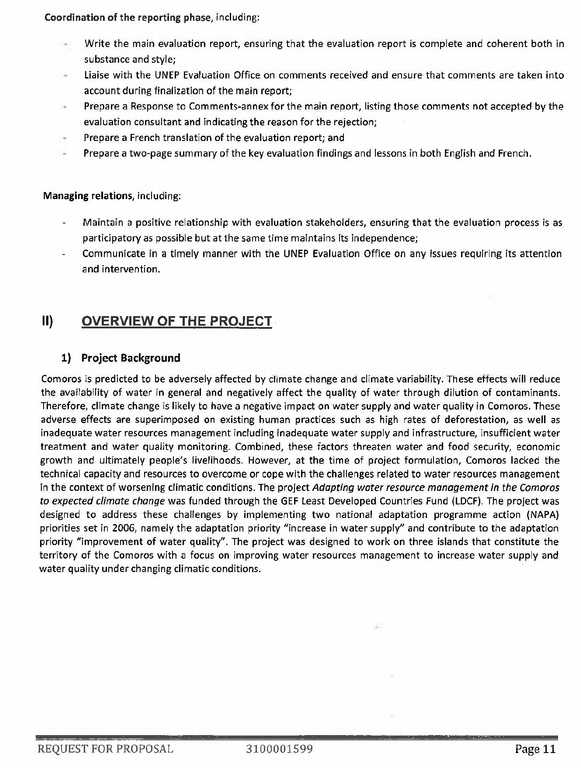 Coordination of the reporting phase, including:
- Write the main evaluation report, ensuring that the evaluation report is complete and coherent both in
substance and style;
- Liaise with the UNEP Evaluation Office on comments received and ensure that comments are taken into
account during finalization of the main report;
- Prepare a Response to Comments-annex for the main report, listing those comments not accepted by the
evaluation consultant and indicating the reason for the rejection;
- Prepare a French translation of the evaluation report; and
- Prepare a two-page summary of the key evaluation findings and lessons in both English and French.
Managing relations, including:
- Maintain a positive relationship with evaluation stakeholders, ensuring that the evaluation process is as
participatory as possible but at the same time maintains its independence;
- Communicate in a timely manner with the UNEP Evaluation Office on any issues requiring its attention
and intervention.
II) OVERVIEW OF THE PROJECT
1) Project Background
Comoros is predicted to be adversely affected by climate change and climate variability. These effects will reduce
the availability of water in general and negatively affect the quality of water through dilution of contaminants.
Therefore, climate change is likely to have a negative impact on water supply and water quality in Comoros. These
adverse effects are superimposed on existing human practices such as high rates of deforestation, as well as
inadequate water resources management including inadequate water supply and infrastructure, insufficient water
treatment and water quality monitoring. Combined, these factors threaten water and food security, economic
growth and ultimately people's livelihoods. However, at the time of project formulation, Comoros lacked the
technical capacity and resources to overcome or cope with the challenges related to water resources management
in the context of worsening climatic conditions. The project Adapting water resource management in the Comoros
to expected climate change was funded through the GEF Least Developed Countries Fund (LDCF). The project was
designed to address these challenges by implementing two national adaptation programme action (NAPA)
priorities set in 2006, namely the adaptation priority "increase in water supply" and contribute to the adaptation
priority "improvement of water quality". The project was designed to work on three islands that constitute the
territory of the Comoros with a focus on improving water resources management to increase water supply and
water quality under changing climatic conditions.
REQUEST FOR PROPOSAL 3100001599 Page 11